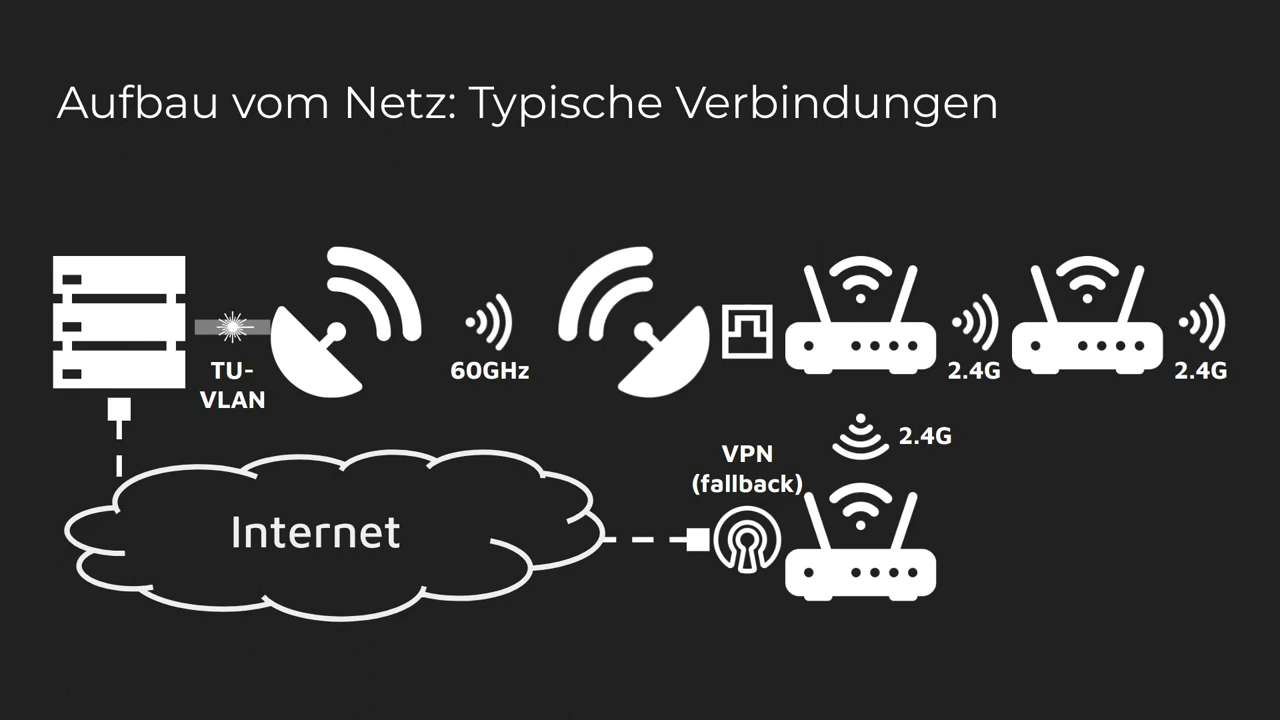 Aufbau vom Netz: Typische Verbindungen
TU-
VLAN
60GHz
2.4G
2.4G
2.4G
VPN
(fallback)
Internet